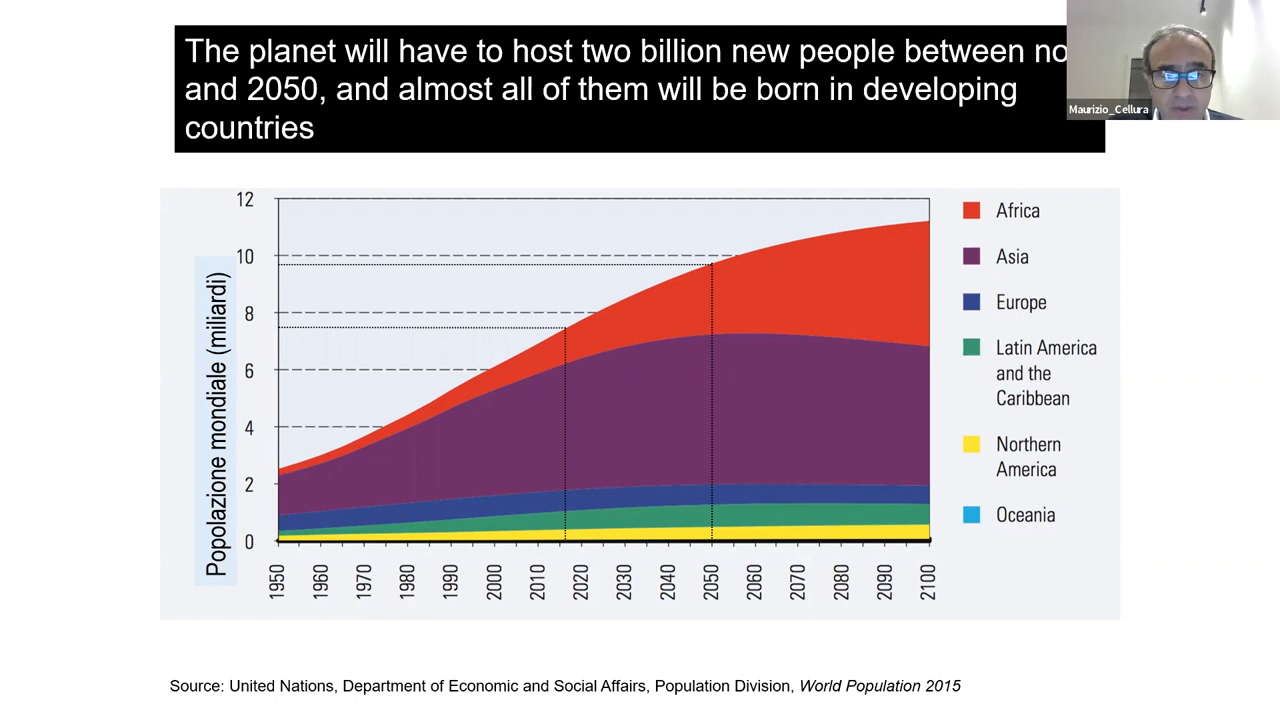 The planet will have to host two billion new people between no
and 2050, and almost all of them will be born in developing
countries
Maurizio_Cellura
Popolazione mondiale (miliardi)
12
10
8
6
4
2
0
1950
1960
1970
1980
1990
2000
2010
2020
2030
2040
2050
2060
2070
2080
2090
2100
Africa
Asia
Europe
Latin America
and the
Caribbean
Northern
America
Oceania
Source: United Nations, Department of Economic and Social Affairs, Population Division, World Population 2015